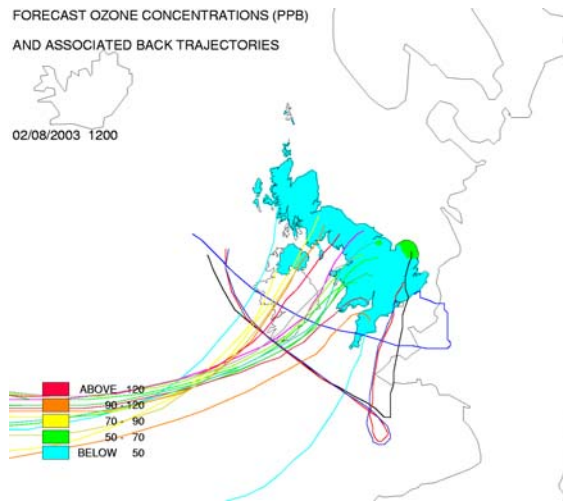 FORECAST OZONE CONCENTRATIONS (PPB)
AND ASSOCIATED BACK TRAJECTORIES
02/08/2003 1200
ABOVE 120
90 - 120
70 - 90
50 - 70
BELOW 50